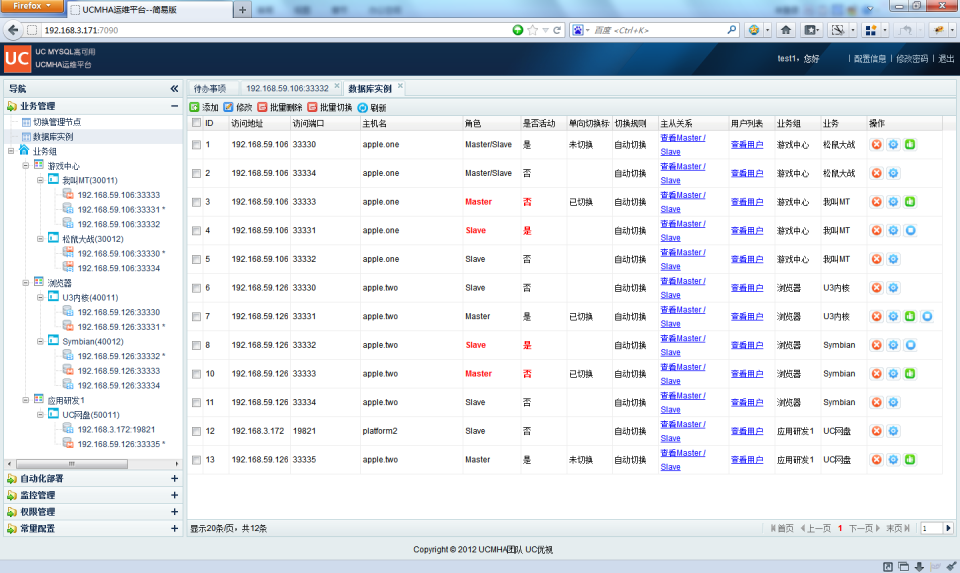 Firefox
UCMHA运维平台--简易版
192.168.3.171:7090
百度 <Ctrl+K>
UC
UC MYSQL高可用
UCMHA运维平台
test1，您好
配置信息 | 修改密码 | 退出
导航
业务管理
切换管理节点
数据库实例
业务组
游戏中心
我叫MT(30011)
192.168.59.106:33333
192.168.59.106:33331 *
192.168.59.106:33332
松鼠大战(30012)
192.168.59.106:33330 *
192.168.59.106:33334
浏览器
U3内核(40011)
192.168.59.126:33330
192.168.59.126:33331 *
Symbian(40012)
192.168.59.126:33332 *
192.168.59.126:33333
192.168.59.126:33334
应用研发1
UC网盘(50011)
192.168.3.172:19821
192.168.59.126:33335 *
自动化部署
监控管理
权限管理
常量配置
待办事项 192.168.59.106:33332 数据库实例
添加 修改 批量删除 批量切换 刷新
ID 访问地址 访问端口 主机名 角色 是否活动 单向切换标 切换规则 主从关系 用户列表 业务组 业务 操作
1 192.168.59.106 33330 apple.one Master/Slave 是 未切换 自动切换 查看Master / Slave 查看用户 游戏中心 松鼠大战
2 192.168.59.106 33334 apple.one Master/Slave 否 自动切换 查看Master / Slave 查看用户 游戏中心 松鼠大战
3 192.168.59.106 33333 apple.one Master 否 已切换 自动切换 查看Master / Slave 查看用户 游戏中心 我叫MT
4 192.168.59.106 33331 apple.one Slave 是 自动切换 查看Master / Slave 查看用户 游戏中心 我叫MT
5 192.168.59.106 33332 apple.one Slave 否 自动切换 查看Master / Slave 查看用户 游戏中心 我叫MT
6 192.168.59.126 33330 apple.two Slave 否 自动切换 查看Master / Slave 查看用户 浏览器 U3内核
7 192.168.59.126 33331 apple.two Master 是 已切换 自动切换 查看Master / Slave 查看用户 浏览器 U3内核
8 192.168.59.126 33332 apple.two Slave 是 自动切换 查看Master / Slave 查看用户 浏览器 Symbian
10 192.168.59.126 33333 apple.two Master 否 已切换 自动切换 查看Master / Slave 查看用户 浏览器 Symbian
11 192.168.59.126 33334 apple.two Slave 否 自动切换 查看Master / Slave 查看用户 浏览器 Symbian
12 192.168.3.172 19821 platform2 Slave 否 自动切换 查看Master / Slave 查看用户 应用研发1 UC网盘
13 192.168.59.126 33335 apple.two Master 是 未切换 自动切换 查看Master / Slave 查看用户 应用研发1 UC网盘
显示20条/页，共12条
首页 上一页 1 下一页 末页 1
Copyright © 2012 UCMHA团队 UC优视